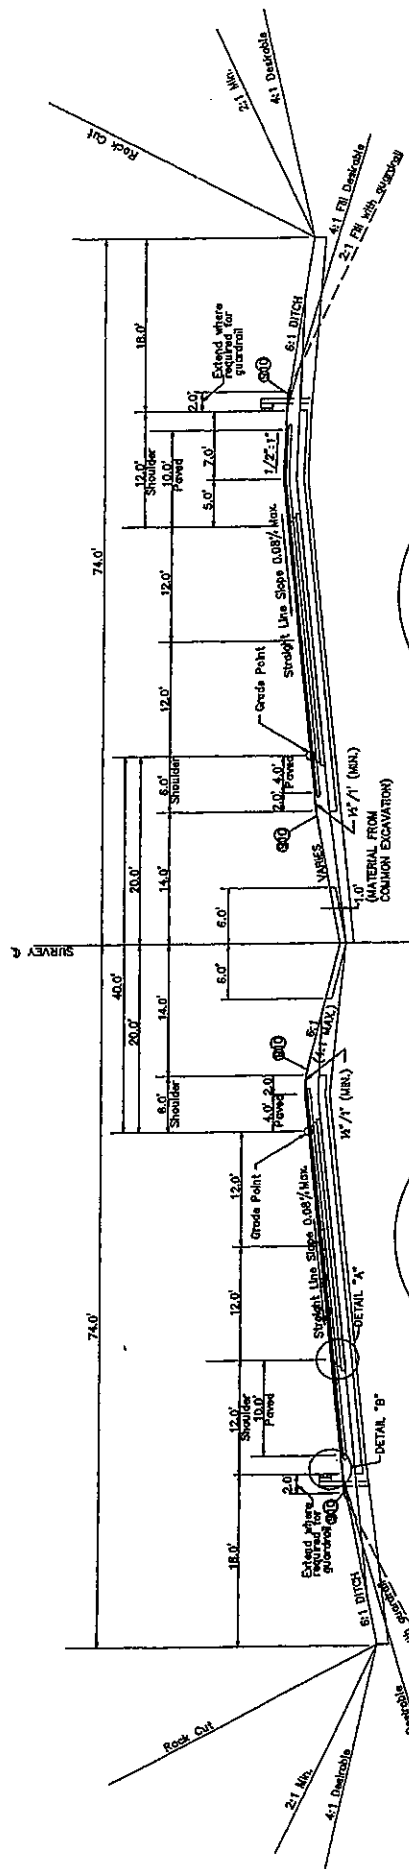 Rock Cut
2:1 Min.
4:1 Desirable
4:1 Fill Desirable
2:1 Fill with guardrail
6:1 DITCH
18.0'
Extend where
required for
guardrail
2.0'
12.0'
Shoulder
10.0'
Paved
7.0'
5.0'
1/2":1"
74.0'
12.0'
Straight Line Slope 0.08% Max.
12.0'
Grade Point
6.0'
Shoulder
4.0'
Paved
2.0'
20.0'
40.0'
14.0'
1½"/1' (MIN.)
VARIES
1.0'
(MATERIAL FROM
COMMON EXCAVATION)
6.0'
SURVEY ℄
6.0'
20.0'
14.0'
6:1
(4:1 MAX.)
1½"/1' (MIN.)
6.0'
Shoulder
2.0'
4.0'
Paved
Grade Point
12.0'
Straight Line Slope 0.08% Max.
12.0'
74.0'
DETAIL "A"
12.0'
Shoulder
10.0'
Paved
DETAIL "B"
2.0'
Extend where
required for
guardrail
18.0'
6:1 DITCH
guardrail
Desirable
Rock Cut
2:1 Min.
4:1 Desirable